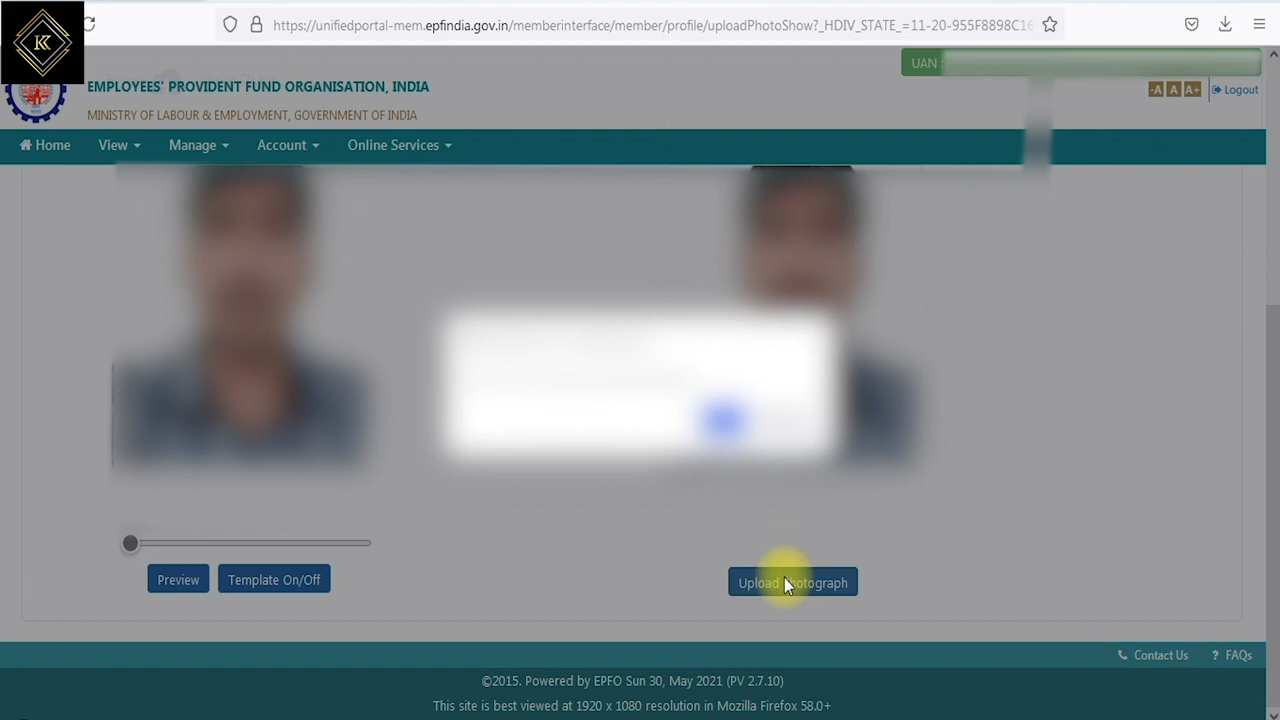 https://unifiedportal-mem.epfindia.gov.in/memberinterface/member/profile/uploadPhotoShow?_HDIV_STATE_=11-20-955F8898C16
KK
UAN :
EMPLOYEES' PROVIDENT FUND ORGANISATION, INDIA
-A A A+ Logout
MINISTRY OF LABOUR & EMPLOYMENT, GOVERNMENT OF INDIA
Home View Manage Account Online Services
Preview Template On/Off Upload Photograph
Contact Us ? FAQs
©2015. Powered by EPFO Sun 30, May 2021 (PV 2.7.10)
This site is best viewed at 1920 x 1080 resolution in Mozilla Firefox 58.0+